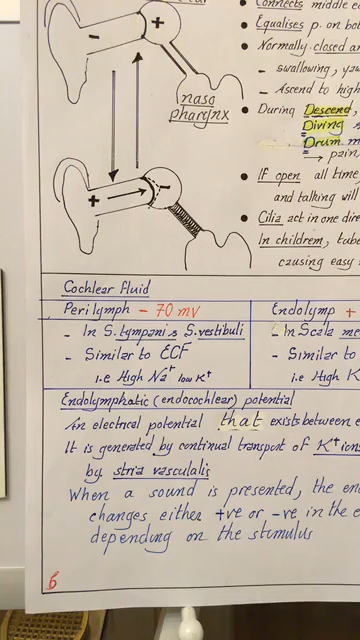 Connects middle e
Equalises p. on bo
Normally closed a
- swallowing, yaw
- Ascend to high
During Descend,
Diving
Drum m
→ pain
If open all time
and talking will
Cilia act in one dire
In childrem, tube
causing easy
-
+
naso
pharynx
+
-
Cochlear fluid
Perilymph - 70 mV
- In S. tympani & S. vestibuli
- Similar to ECF
i.e High Na+ low K+
Endolymp +
- In Scala me
- Similar to
i.e High K
Endolymphatic (endocochlear) potential
An electrical potential that exists between e
It is generated by continual transport of K+ ions
by stria vasculalis
When a sound is presented, the en
changes either +ve or -ve in the e
depending on the stimulus
6